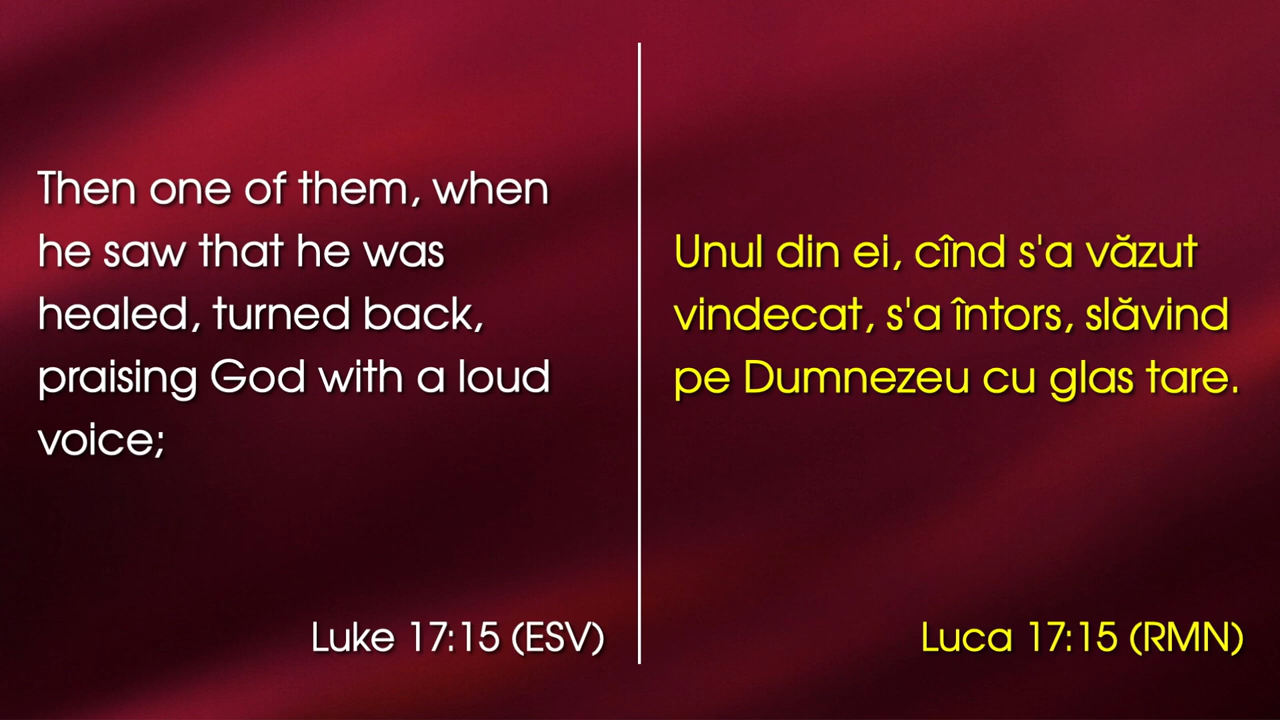 Then one of them, when
he saw that he was
healed, turned back,
praising God with a loud
voice;
Luke 17:15 (ESV)
Unul din ei, cînd s'a văzut
vindecat, s'a întors, slăvind
pe Dumnezeu cu glas tare.
Luca 17:15 (RMN)